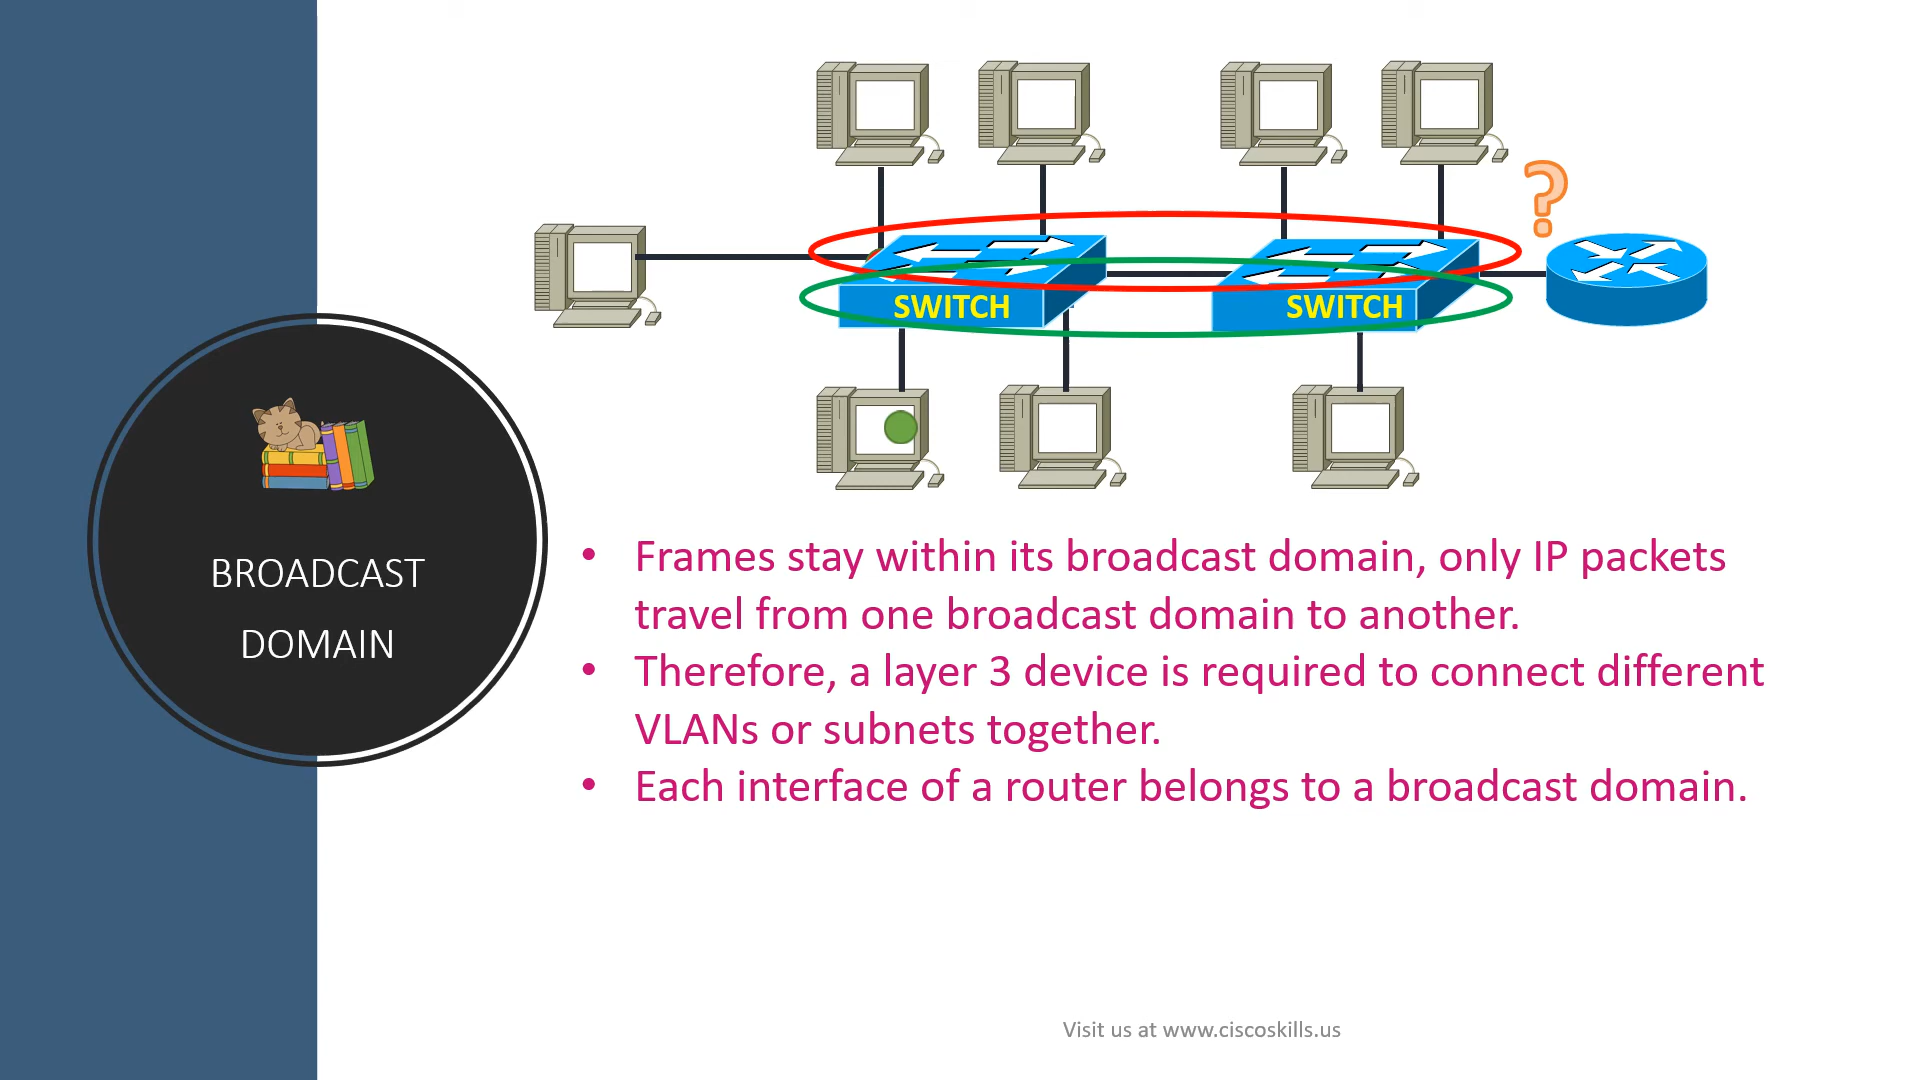 ?
SWITCH SWITCH
BROADCAST
DOMAIN
• Frames stay within its broadcast domain, only IP packets
travel from one broadcast domain to another.
• Therefore, a layer 3 device is required to connect different
VLANs or subnets together.
• Each interface of a router belongs to a broadcast domain.
Visit us at www.ciscoskills.us